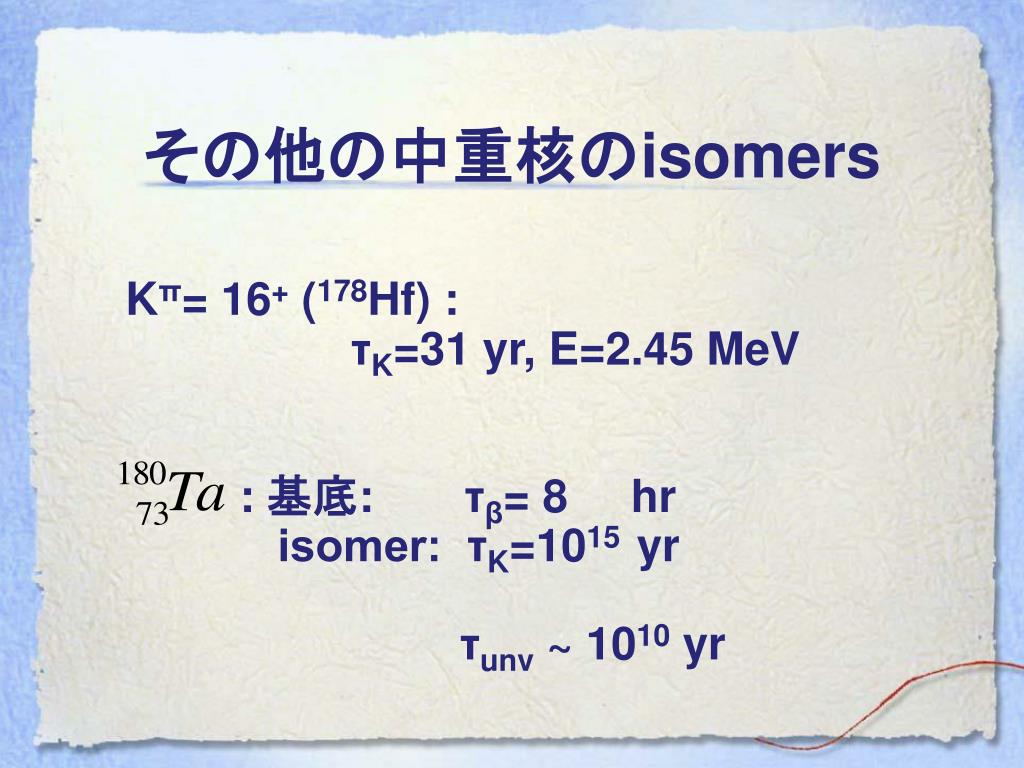 その他の中重核のisomers
Kπ= 16+ (178Hf) :
τK=31 yr, E=2.45 MeV
180 73Ta : 基底: τβ= 8 hr
isomer: τK=1015 yr
τunv ~ 1010 yr